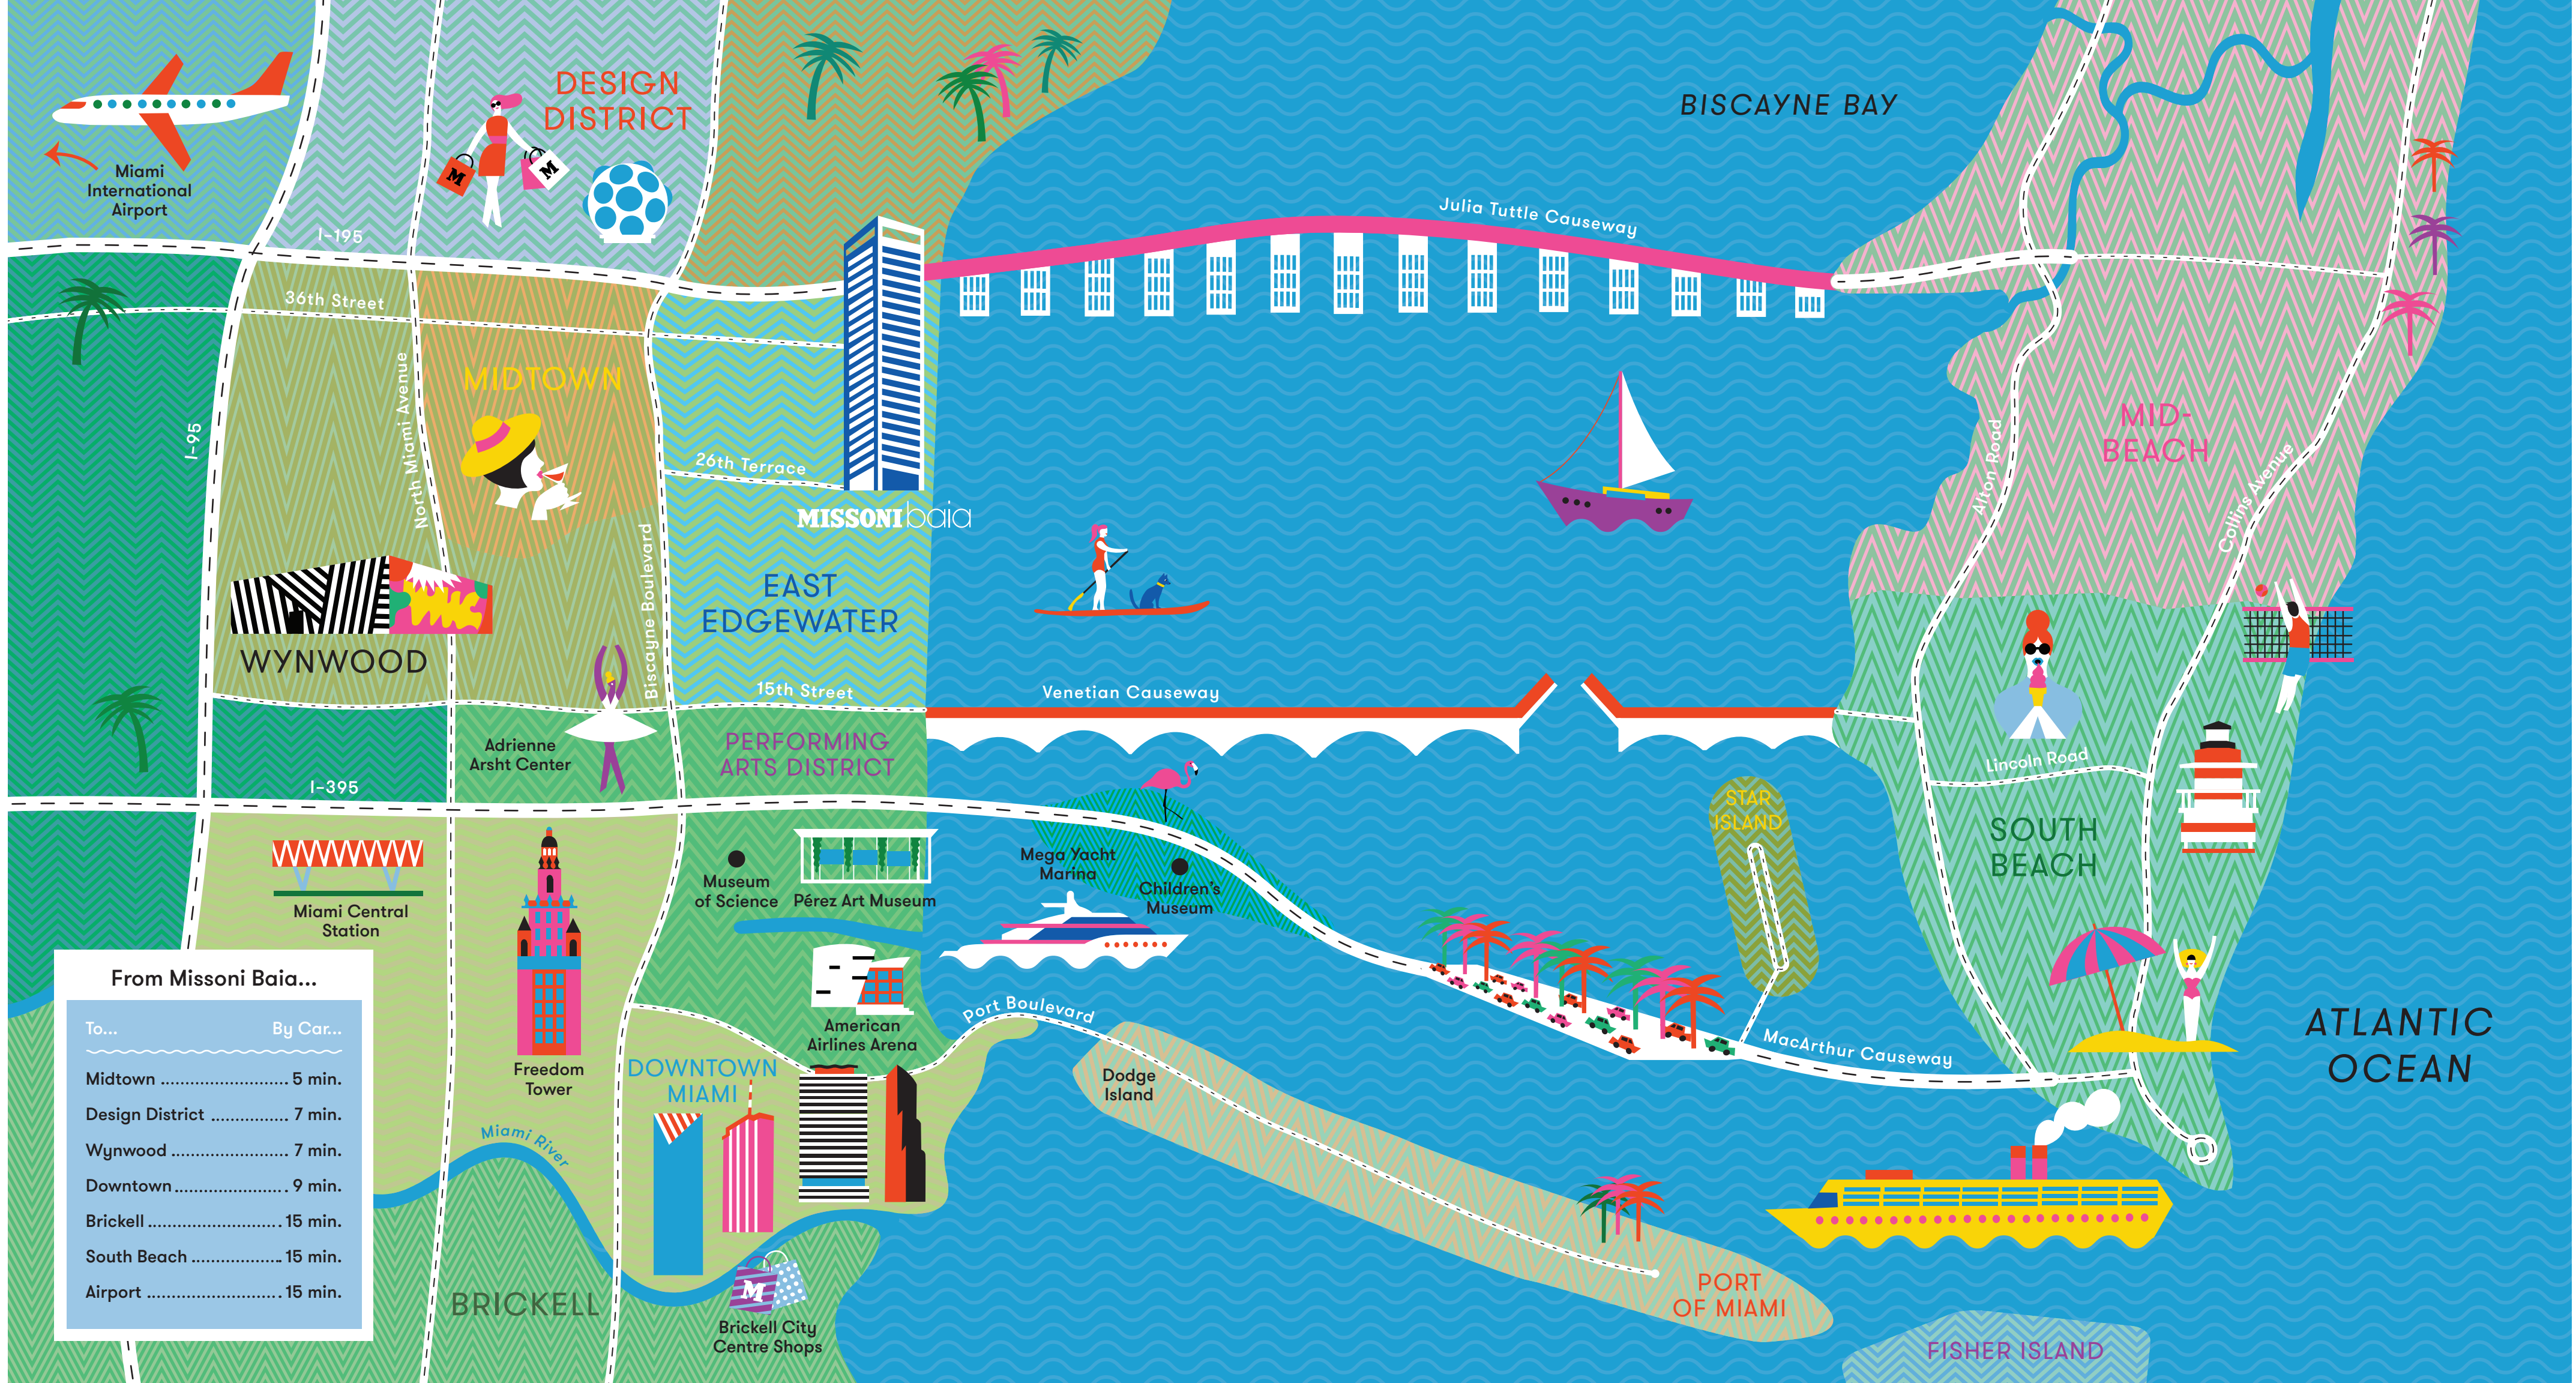 DESIGN
DISTRICT
BISCAYNE BAY
M
M
Miami
International
Airport
I-195
Julia Tuttle Causeway
36th Street
North Miami Avenue
MIDTOWN
I-95
MID-
BEACH
Alton Road
Collins Avenue
26th Terrace
MISSONI baia
Biscayne Boulevard
EAST
EDGEWATER
WYNWOOD
15th Street
Venetian Causeway
Adrienne
Arsht Center
PERFORMING
ARTS DISTRICT
Lincoln Road
I-395
STAR
ISLAND
SOUTH
BEACH
Mega Yacht
Marina
Children's
Museum
Museum
of Science
Pérez Art Museum
Miami Central
Station
Port Boulevard
American
Airlines Arena
MacArthur Causeway
ATLANTIC
OCEAN
Freedom
Tower
DOWNTOWN
MIAMI
Dodge
Island
Miami River
From Missoni Baia...
To... By Car...
Midtown ............................ 5 min.
Design District ................. 7 min.
Wynwood .......................... 7 min.
Downtown ......................... 9 min.
Brickell .............................. 15 min.
South Beach .................... 15 min.
Airport .............................. 15 min.
BRICKELL
M
Brickell City
Centre Shops
PORT
OF MIAMI
FISHER ISLAND